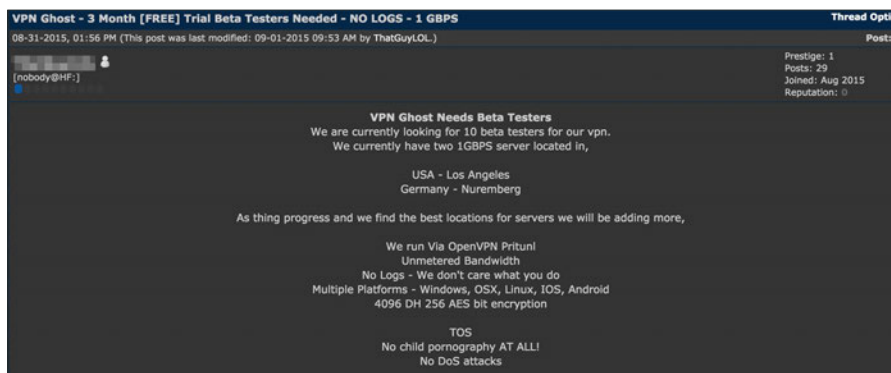 VPN Ghost - 3 Month [FREE] Trial Beta Testers Needed - NO LOGS - 1 GBPS
Thread Opti
08-31-2015, 01:56 PM (This post was last modified: 09-01-2015 09:53 AM by ThatGuyLOL.)
Post:
[nobody@HF:]
Prestige: 1
Posts: 29
Joined: Aug 2015
Reputation: 0
VPN Ghost Needs Beta Testers
We are currently looking for 10 beta testers for our vpn.
We currently have two 1GBPS server located in,
USA - Los Angeles
Germany - Nuremberg
As thing progress and we find the best locations for servers we will be adding more,
We run Via OpenVPN Pritunl
Unmetered Bandwidth
No Logs - We don't care what you do
Multiple Platforms - Windows, OSX, Linux, IOS, Android
4096 DH 256 AES bit encryption
TOS
No child pornography AT ALL!
No DoS attacks